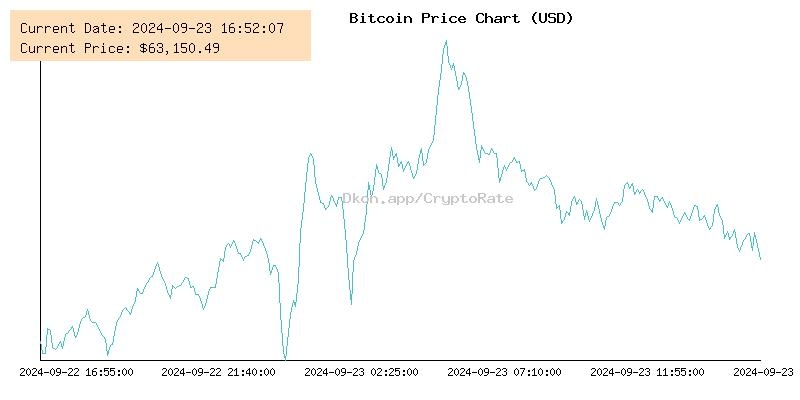 Bitcoin Price Chart (USD)
Current Date: 2024-09-23 16:52:07
Current Price: $63,150.49
Dkon.app/CryptoRate
2024-09-22 16:55:00 2024-09-22 21:40:00 2024-09-23 02:25:00 2024-09-23 07:10:00 2024-09-23 11:55:00 2024-09-23